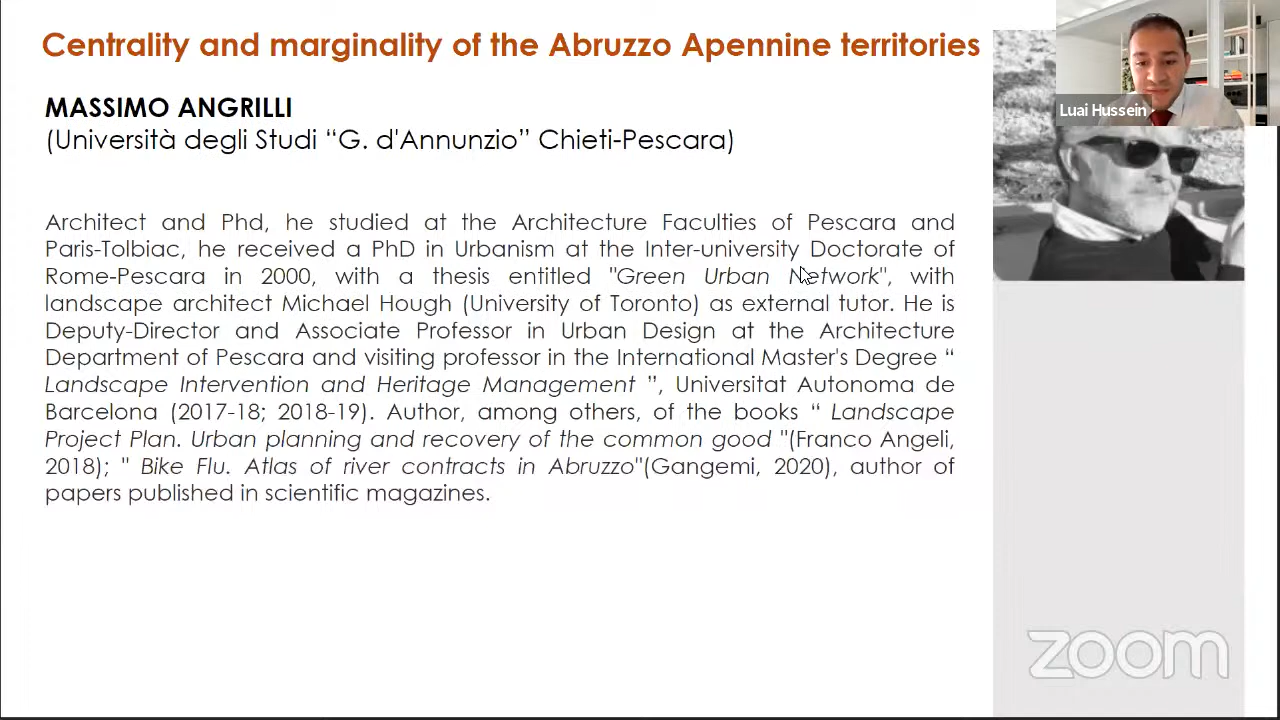 Centrality and marginality of the Abruzzo Apennine territories
Luai Hussein
MASSIMO ANGRILLI
(Università degli Studi “G. d'Annunzio” Chieti-Pescara)
Architect and Phd, he studied at the Architecture Faculties of Pescara and
Paris-Tolbiac, he received a PhD in Urbanism at the Inter-university Doctorate of
Rome-Pescara in 2000, with a thesis entitled "Green Urban Network", with
landscape architect Michael Hough (University of Toronto) as external tutor. He is
Deputy-Director and Associate Professor in Urban Design at the Architecture
Department of Pescara and visiting professor in the International Master's Degree “
Landscape Intervention and Heritage Management ”, Universitat Autonoma de
Barcelona (2017-18; 2018-19). Author, among others, of the books “ Landscape
Project Plan. Urban planning and recovery of the common good "(Franco Angeli,
2018); " Bike Flu. Atlas of river contracts in Abruzzo"(Gangemi, 2020), author of
papers published in scientific magazines.
zoom